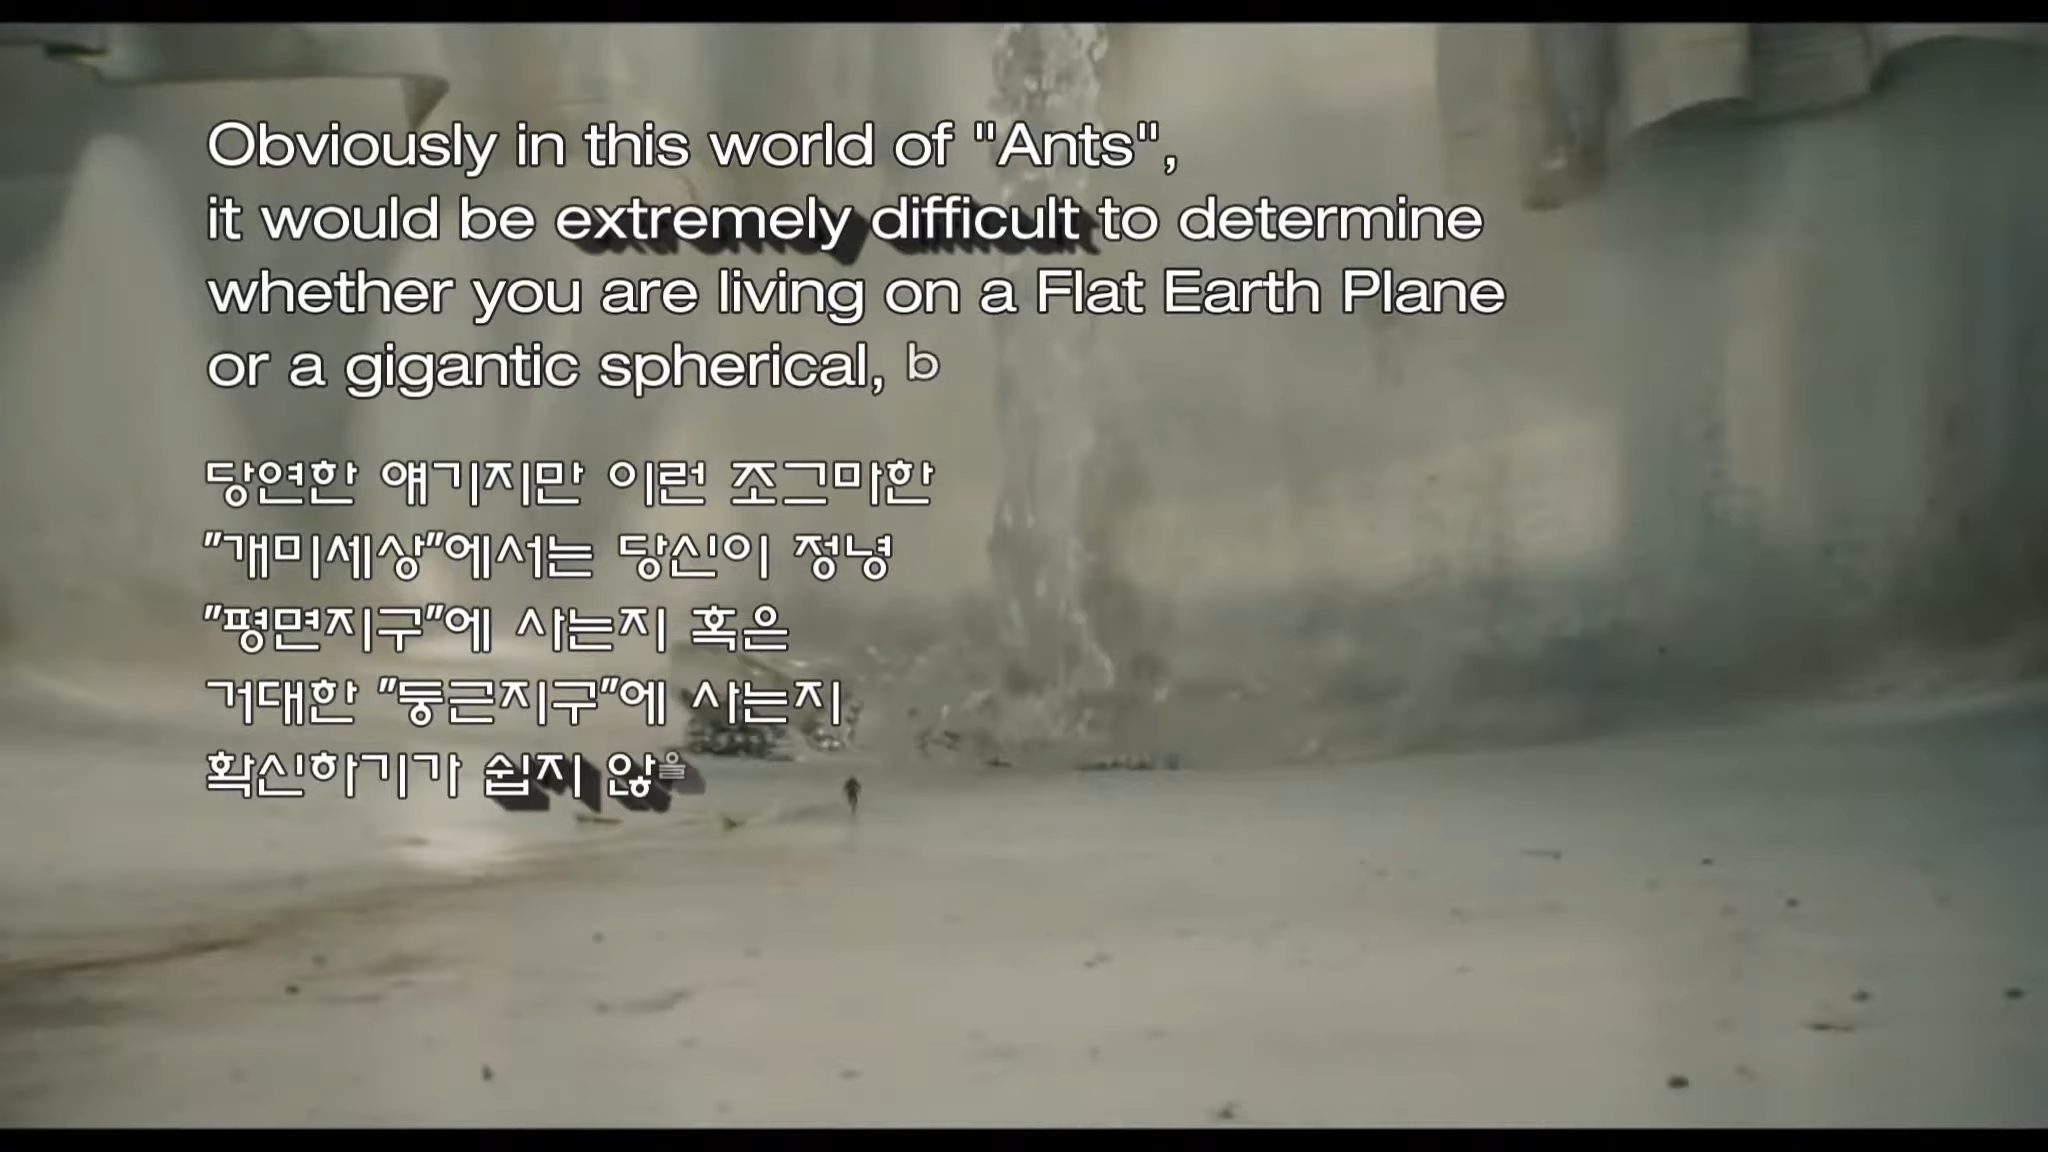 Obviously in this world of "Ants",
it would be extremely difficult to determine
whether you are living on a Flat Earth Plane
or a gigantic spherical, b
당연한 얘기지만 이런 조그마한
"개미세상"에서는 당신이 정녕
"평면지구"에 사는지 혹은
거대한 "둥근지구"에 사는지
확신하기가 쉽지 않을